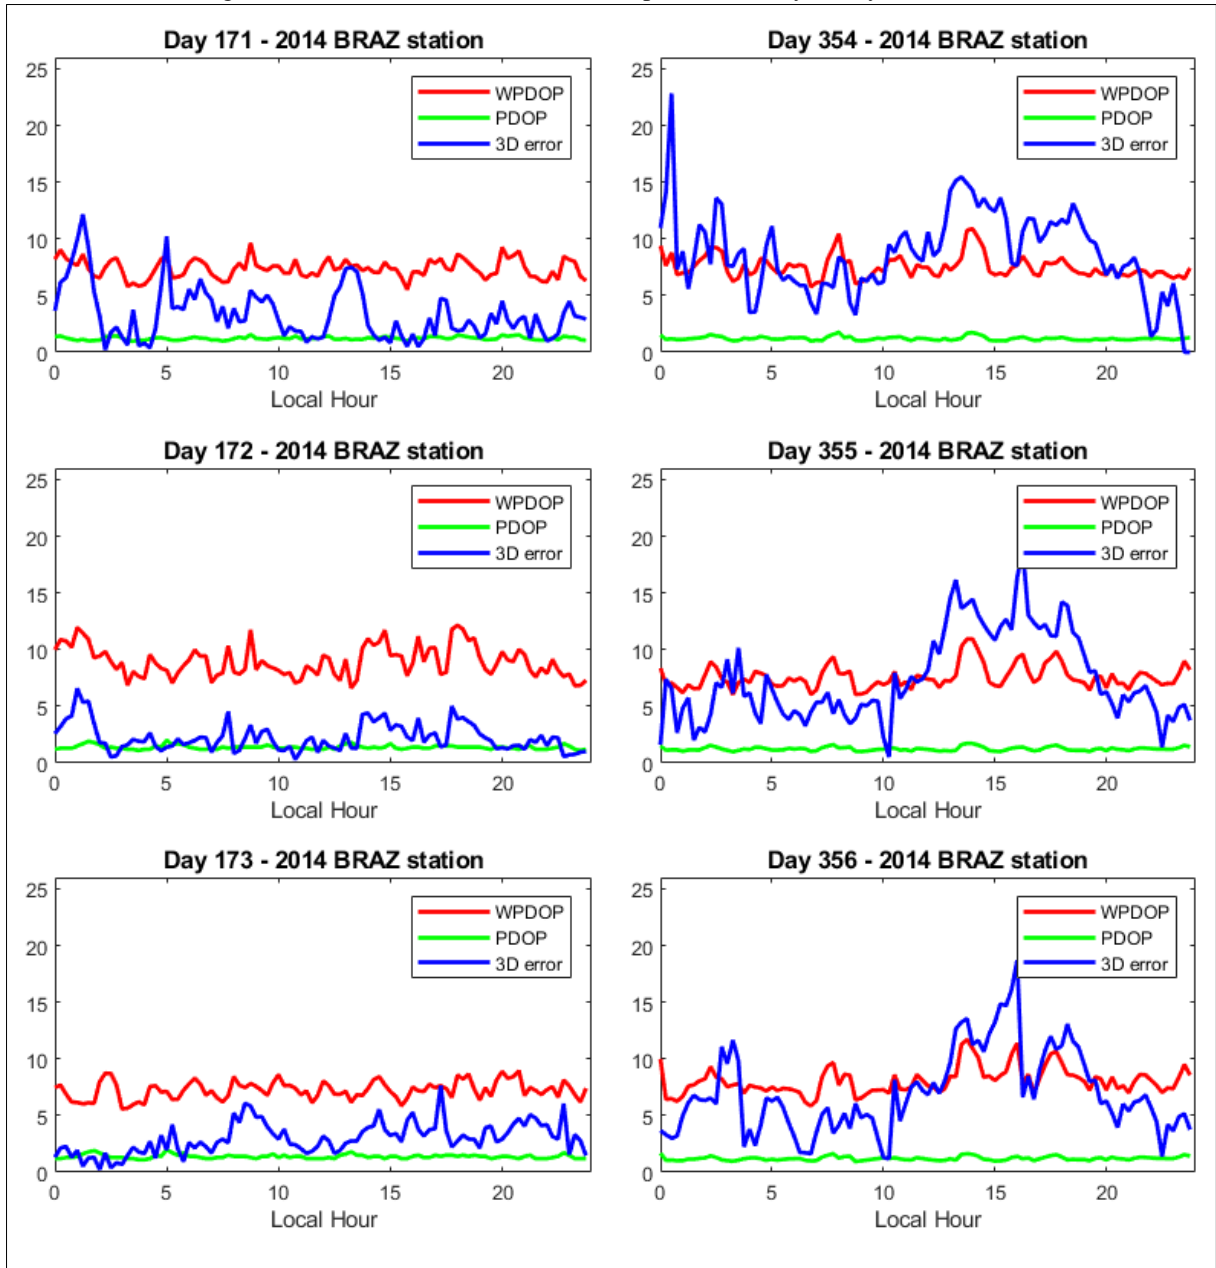 Day 171 - 2014 BRAZ station
25
20
15
10
5
0
WPDOP
PDOP
3D error
0 5 10 15 20
Local Hour
Day 354 - 2014 BRAZ station
25
20
15
10
5
0
WPDOP
PDOP
3D error
0 5 10 15 20
Local Hour
Day 172 - 2014 BRAZ station
25
20
15
10
5
0
WPDOP
PDOP
3D error
0 5 10 15 20
Local Hour
Day 355 - 2014 BRAZ station
25
20
15
10
5
0
WPDOP
PDOP
3D error
0 5 10 15 20
Local Hour
Day 173 - 2014 BRAZ station
25
20
15
10
5
0
WPDOP
PDOP
3D error
0 5 10 15 20
Local Hour
Day 356 - 2014 BRAZ station
25
20
15
10
5
0
WPDOP
PDOP
3D error
0 5 10 15 20
Local Hour